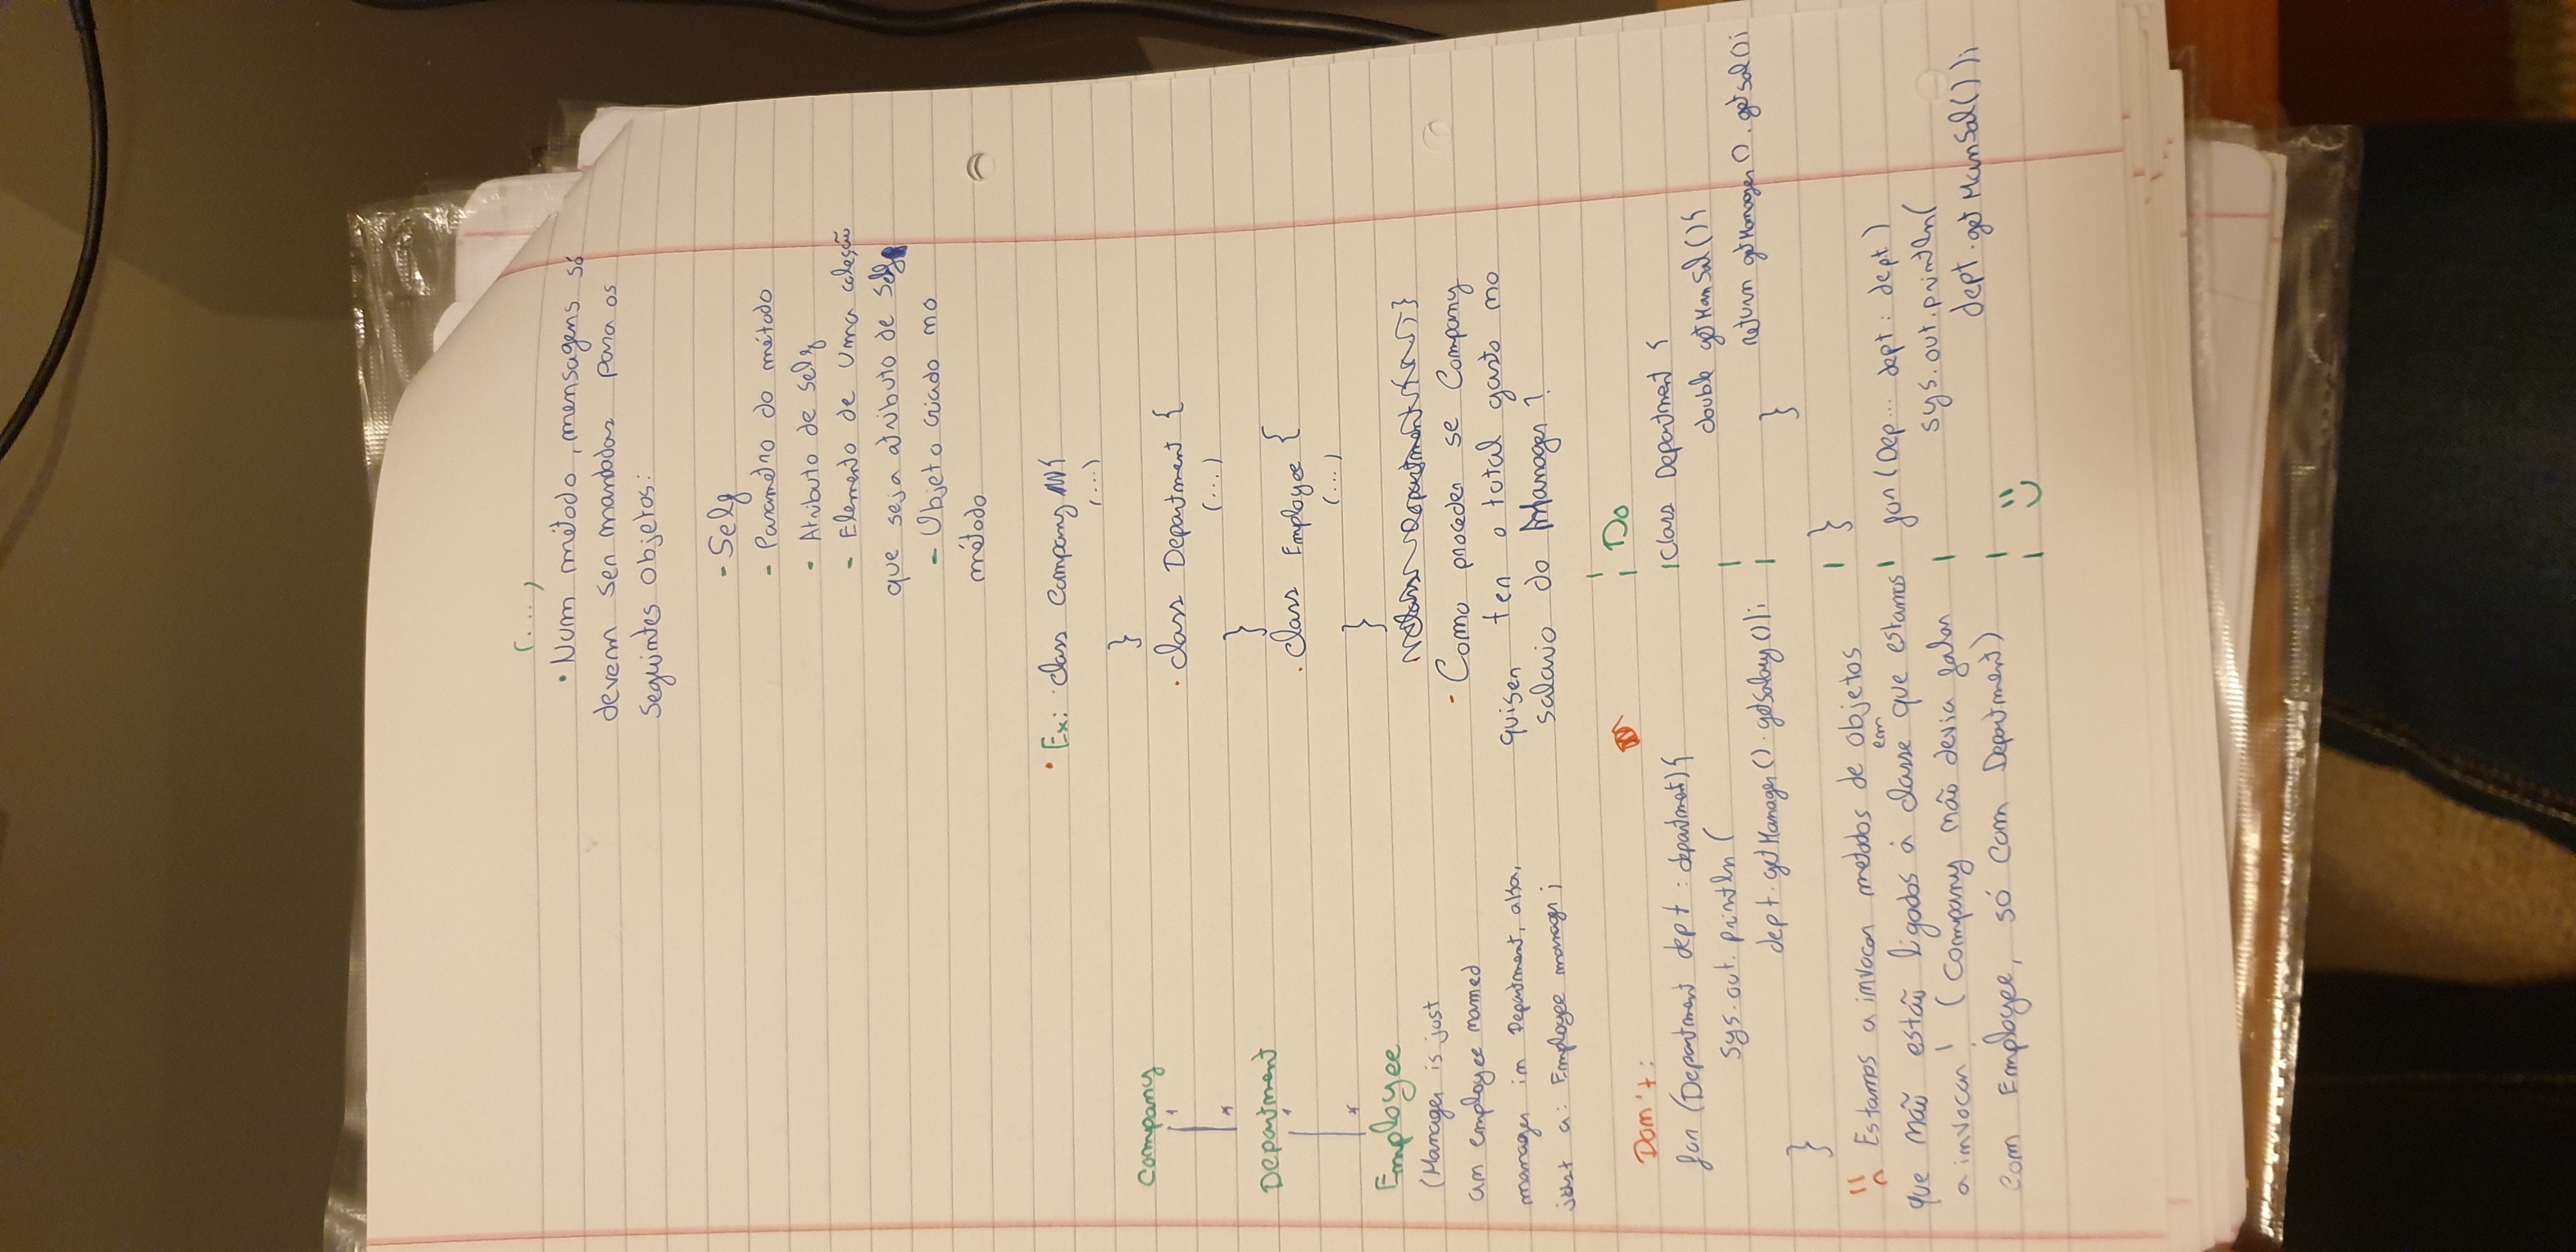 (...)
• Num método, mensagens só
devem ser mandadas para os
seguintes objetos:
- Self
- Parametro do método
- Atributo de self
- Elemento de uma coleção
que seja atributo de self
- Objeto criado no
método
• Ex: class Company {
(...)
}
Company
1
*
• class Department {
(...)
}
Department
1
*
• class Employee {
(...)
}
Employee
(Manager is just
an employee named
manager in Department, aka,
just a: Employee manager;
- Como proceder se Company
quiser ter o total gasto no
salario do Manager?
Don't:
for (Department dept : department) {
sys.out.println(
dept.getManager().getSalary());
}
Estamos a invocar metodos de objetos
que não estão ligados à classe em que estamos
a invocar! (Company não devia falar
com Employee, só com Department)
Do
class Department {
double getManSal(){
return getManager().getSal();
}
}
for (Dep... dept : dept)
sys.out.println(
dept.getManSal());